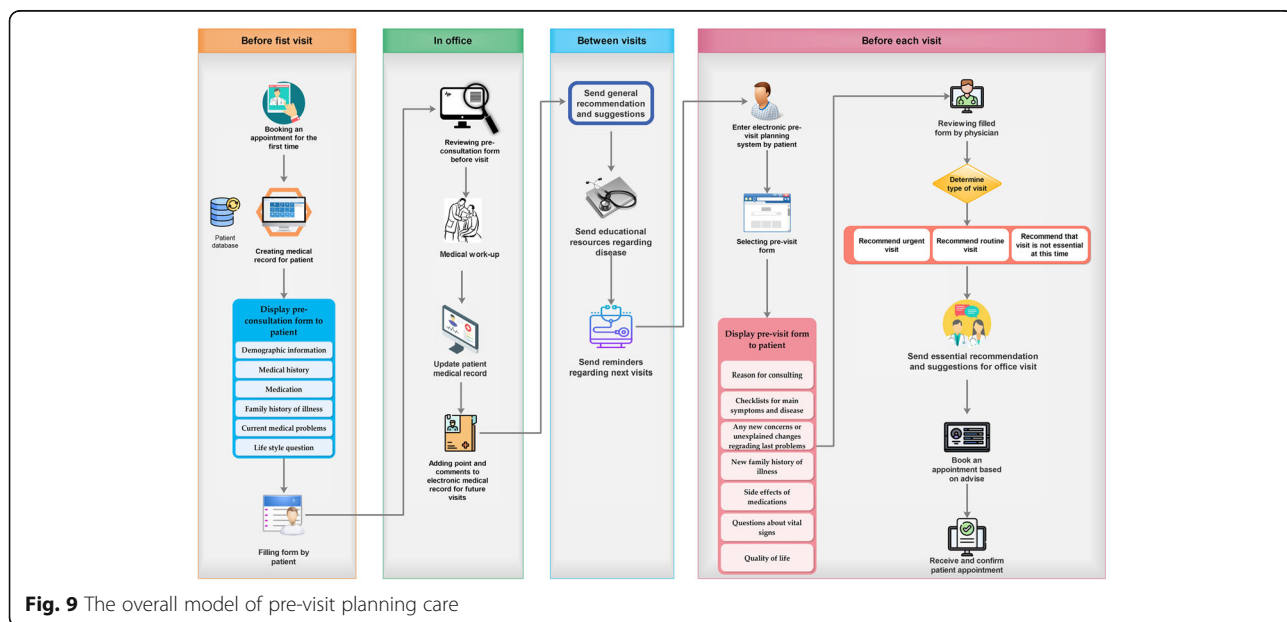 Before fist visit
Booking an
appointment for the
first time
Patient
database
Creating medical
record for patient
Display pre-
consultation form to
patient
Demographic information
Medical history
Medication
Family history of illness
Current medical problems
Life style question
Filling form by
patient
In office
Reviewing pre-
consultation form
before visit
Medical work-up
Update patient
medical record
Adding point and
comments to
electronic medical
record for future
visits
Between visits
Send general
recommendation
and suggestions
Send educational
resources regarding
disease
Send reminders
regarding next visits
Before each visit
Enter electronic pre-
visit planning
system by patient
Selecting pre-visit
form
Display pre-visit form
to patient
Reason for consulting
Checklists for main
symptoms and disease
Any new concerns or
unexplained changes
regrading last problems
New family history of
illness
Side effects of
medications
Questions about vital
signs
Quality of life
Reviewing filled
form by physician
Determine
type of visit
Recommend urgent
visit
Recommend routine
visit
Recommend that
visit is not essential
at this time
Send essential recommendation
and suggestions for office visit
Book an
appointment based
on advise
Receive and confirm
patient appointment
Fig. 9 The overall model of pre-visit planning care